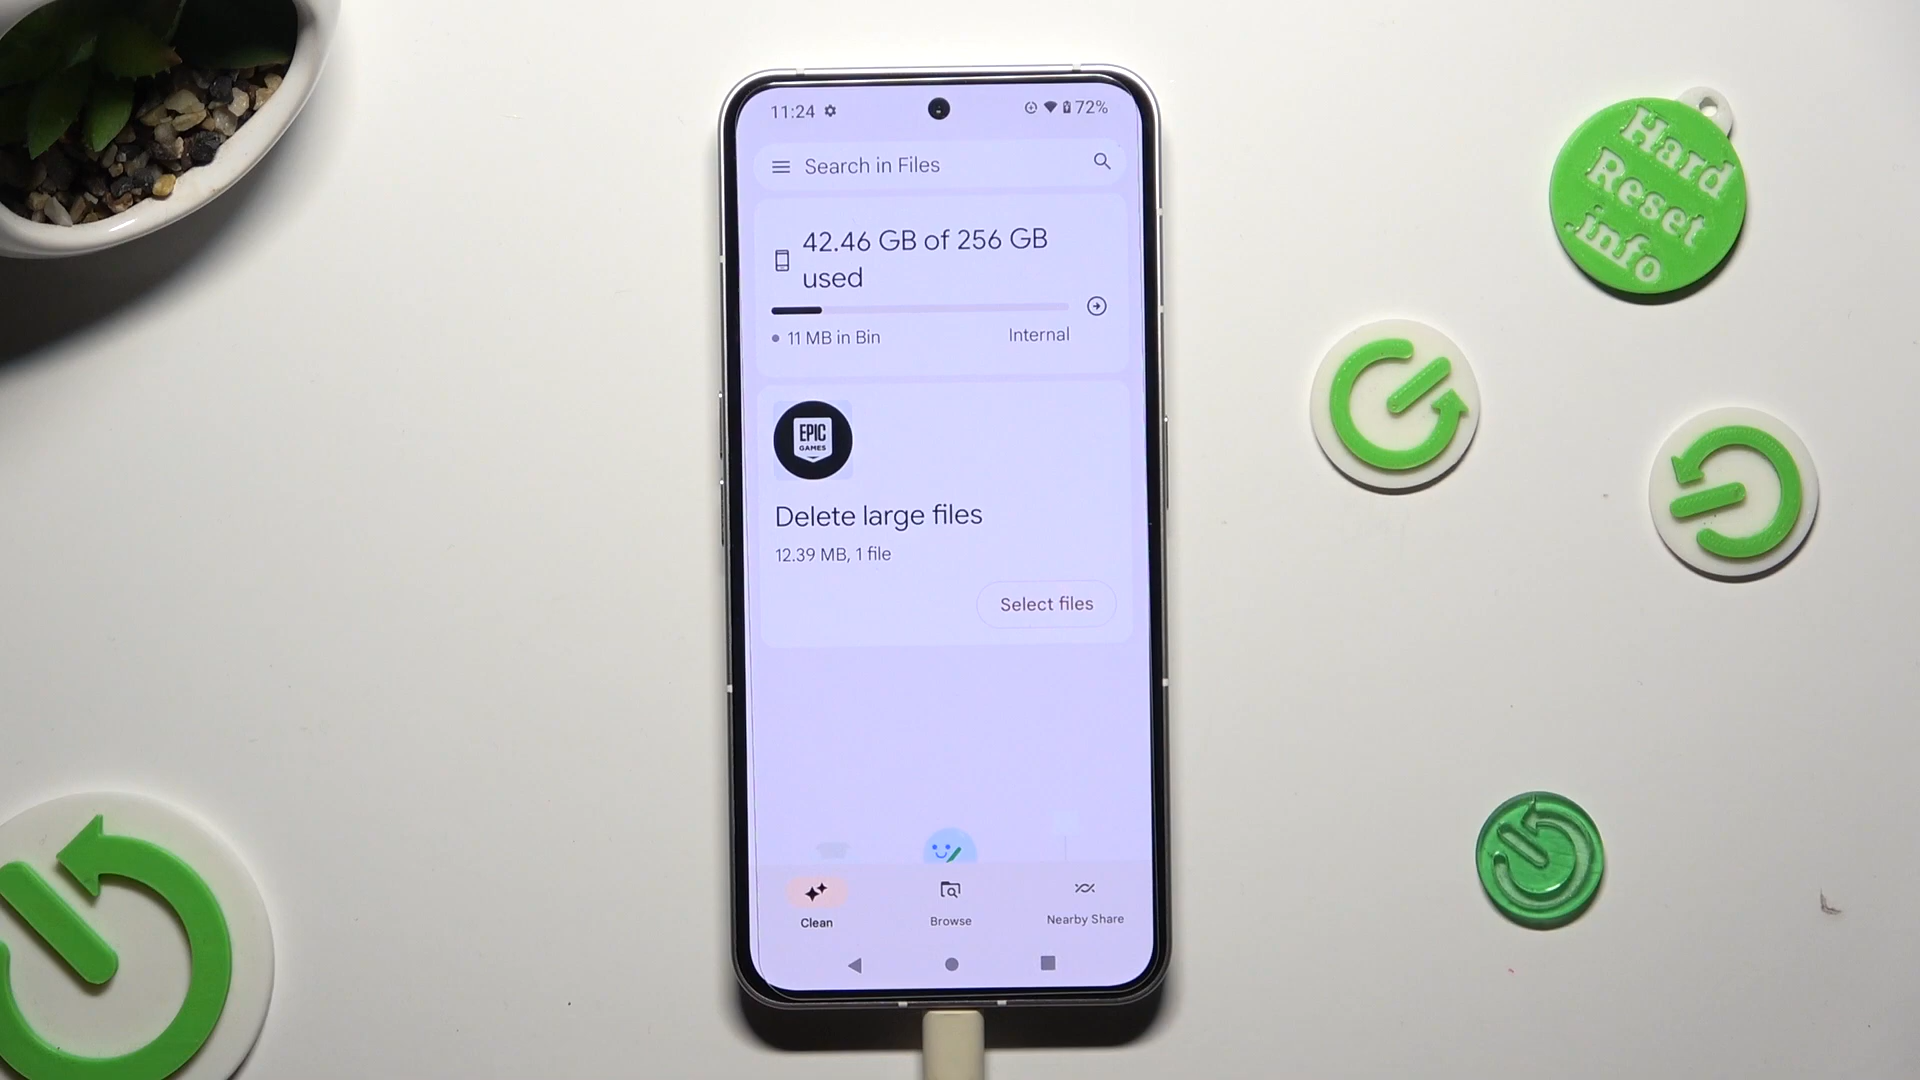 11:24
72%
Search in Files
42.46 GB of 256 GB
used
11 MB in Bin
Internal
EPIC
GAMES
Delete large files
12.39 MB, 1 file
Select files
Clean
Browse
Nearby Share
Hard
Reset
.info